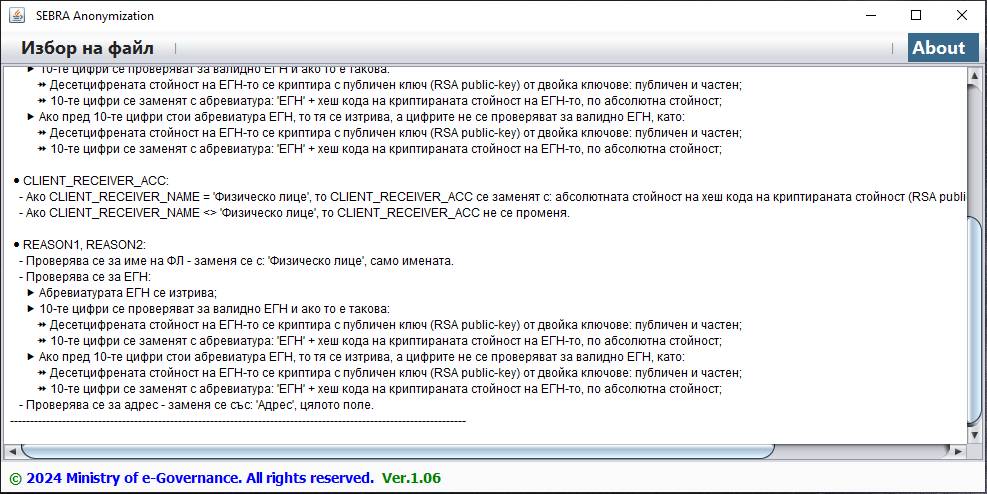 SEBRA Anonymization
Избор на файл | | About
► 10-те цифри се проверяват за валидно ЕГН и ако то е такова:
↠ Десетцифрената стойност на ЕГН-то се криптира с публичен ключ (RSA public-key) от двойка ключове: публичен и частен;
↠ 10-те цифри се заменят с абревиатура: 'ЕГН' + хеш кода на криптираната стойност на ЕГН-то, по абсолютна стойност;
► Ако пред 10-те цифри стои абревиатура ЕГН, то тя се изтрива, а цифрите не се проверяват за валидно ЕГН, като:
↠ Десетцифрената стойност на ЕГН-то се криптира с публичен ключ (RSA public-key) от двойка ключове: публичен и частен;
↠ 10-те цифри се заменят с абревиатура: 'ЕГН' + хеш кода на криптираната стойност на ЕГН-то, по абсолютна стойност;
● CLIENT_RECEIVER_ACC:
- Ако CLIENT_RECEIVER_NAME = 'Физическо лице', то CLIENT_RECEIVER_ACC се заменят с: абсолютната стойност на хеш кода на криптираната стойност (RSA publi
- Ако CLIENT_RECEIVER_NAME <> 'Физическо лице', то CLIENT_RECEIVER_ACC не се променя.
● REASON1, REASON2:
- Проверява се за име на ФЛ - заменя се с: 'Физическо лице', само имената.
- Проверява се за ЕГН:
► Абревиатурата ЕГН се изтрива;
► 10-те цифри се проверяват за валидно ЕГН и ако то е такова:
↠ Десетцифрената стойност на ЕГН-то се криптира с публичен ключ (RSA public-key) от двойка ключове: публичен и частен;
↠ 10-те цифри се заменят с абревиатура: 'ЕГН' + хеш кода на криптираната стойност на ЕГН-то, по абсолютна стойност;
► Ако пред 10-те цифри стои абревиатура ЕГН, то тя се изтрива, а цифрите не се проверяват за валидно ЕГН, като:
↠ Десетцифрената стойност на ЕГН-то се криптира с публичен ключ (RSA public-key) от двойка ключове: публичен и частен;
↠ 10-те цифри се заменят с абревиатура: 'ЕГН' + хеш кода на криптираната стойност на ЕГН-то, по абсолютна стойност;
- Проверява се за адрес - заменя се със: 'Адрес', цялото поле.
© 2024 Ministry of e-Governance. All rights reserved. Ver.1.06